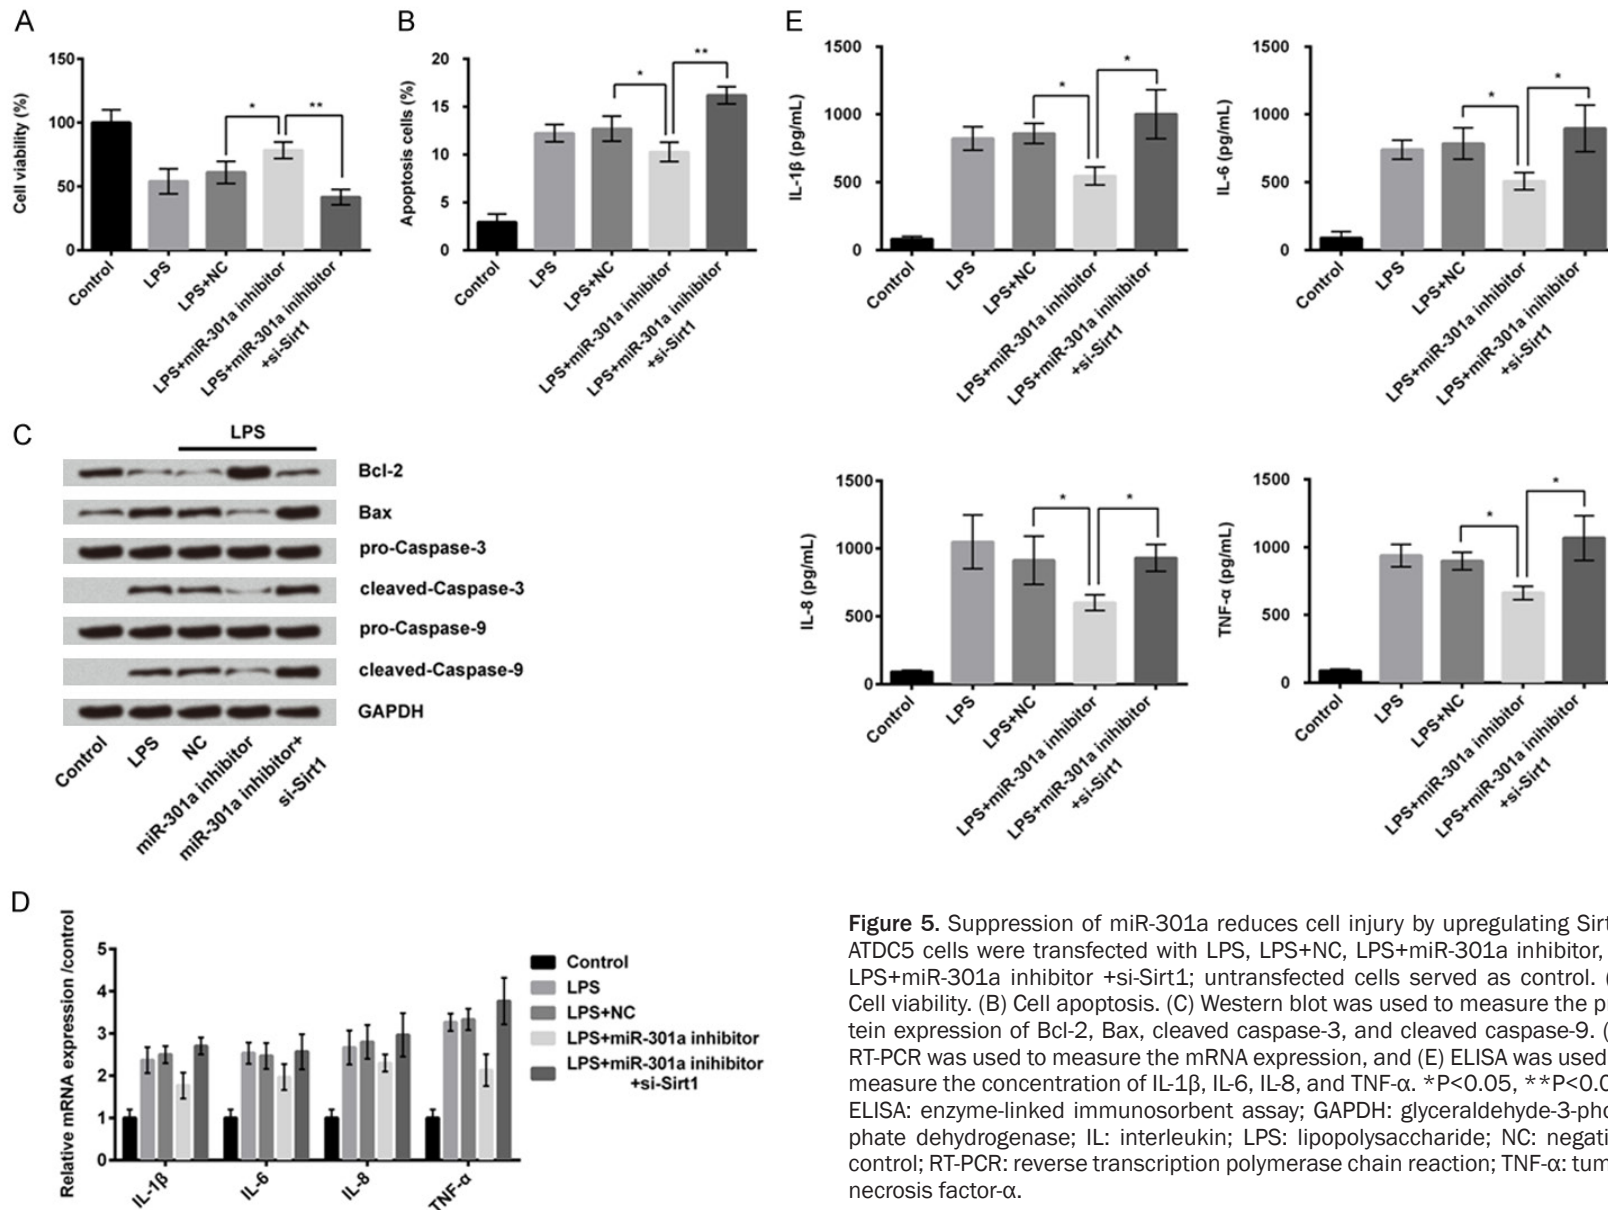 A
Cell viability (%)
150
100
50
0
*
**
Control
LPS
LPS+NC
LPS+miR-301a inhibitor
LPS+miR-301a inihibitor
+si-Sirt1
B
Apoptosis cells (%)
20
15
10
5
0
*
**
Control
LPS
LPS+NC
LPS+miR-301a inhibitor
LPS+miR-301a inihibitor
+si-Sirt1
E
IL-1β (pg/mL)
1500
1000
500
0
*
*
Control
LPS
LPS+NC
LPS+miR-301a inhibitor
LPS+miR-301a inihibitor
+si-Sirt1
IL-6 (pg/mL)
1500
1000
500
0
*
*
Control
LPS
LPS+NC
LPS+miR-301a inhibitor
LPS+miR-301a inihibitor
+si-Sirt1
C
LPS
Bcl-2
Bax
pro-Caspase-3
cleaved-Caspase-3
pro-Caspase-9
cleaved-Caspase-9
GAPDH
Control
LPS
NC
miR-301a inhibitor
miR-301a inhibitor+
si-Sirt1
IL-8 (pg/mL)
1500
1000
500
0
*
*
Control
LPS
LPS+NC
LPS+miR-301a inhibitor
LPS+miR-301a inihibitor
+si-Sirt1
TNF-α (pg/mL)
1500
1000
500
0
*
*
Control
LPS
LPS+NC
LPS+miR-301a inhibitor
LPS+miR-301a inihibitor
+si-Sirt1
D
Relative mRNA expression /control
5
4
3
2
1
0
IL-1β
IL-6
IL-8
TNF-α
Control
LPS
LPS+NC
LPS+miR-301a inhibitor
LPS+miR-301a inihibitor
+si-Sirt1
Figure 5. Suppression of miR-301a reduces cell injury by upregulating Sirt
ATDC5 cells were transfected with LPS, LPS+NC, LPS+miR-301a inhibitor,
LPS+miR-301a inhibitor +si-Sirt1; untransfected cells served as control. (
Cell viability. (B) Cell apoptosis. (C) Western blot was used to measure the p
tein expression of Bcl-2, Bax, cleaved caspase-3, and cleaved caspase-9. (
RT-PCR was used to measure the mRNA expression, and (E) ELISA was used
measure the concentration of IL-1β, IL-6, IL-8, and TNF-α. *P<0.05, **P<0.0
ELISA: enzyme-linked immunosorbent assay; GAPDH: glyceraldehyde-3-pho
phate dehydrogenase; IL: interleukin; LPS: lipopolysaccharide; NC: negati
control; RT-PCR: reverse transcription polymerase chain reaction; TNF-α: tum
necrosis factor-α.